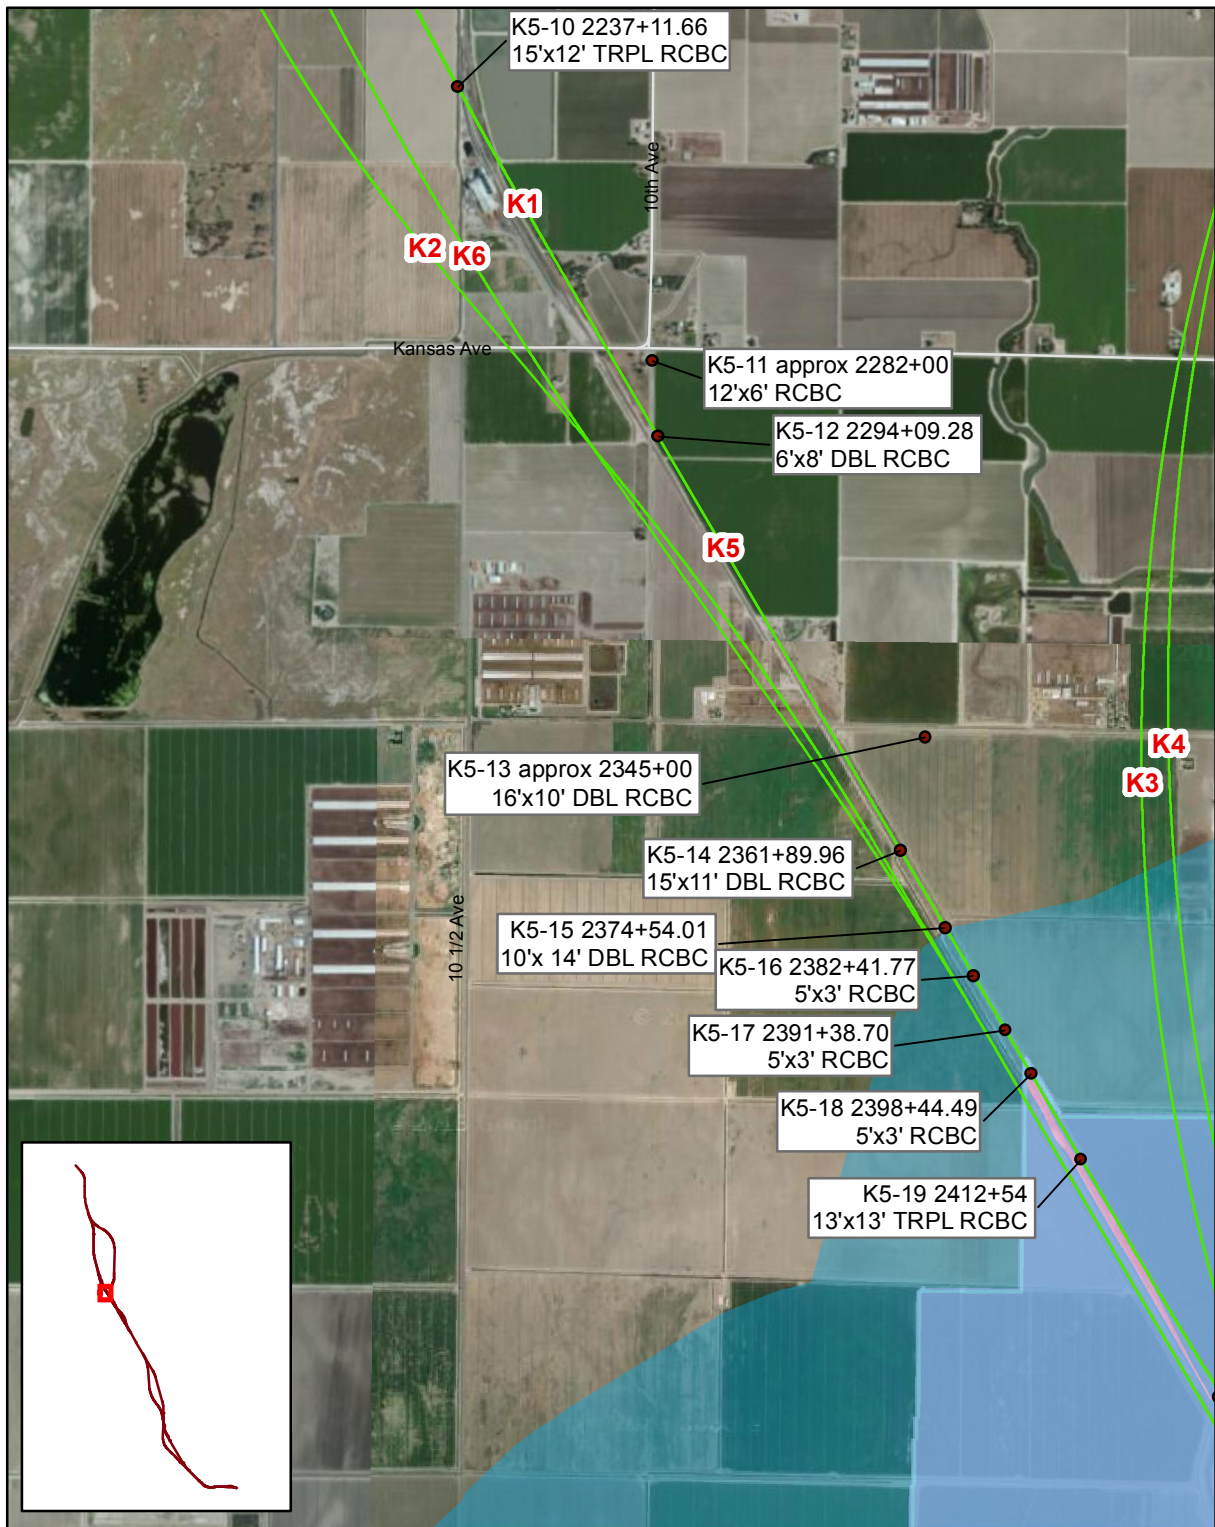 K5-10 2237+11.66
15'x12' TRPL RCBC
10th Ave
K1
K2
K6
Kansas Ave
K5-11 approx 2282+00
12'x6' RCBC
K5-12 2294+09.28
6'x8' DBL RCBC
K5
K4
K3
K5-13 approx 2345+00
16'x10' DBL RCBC
K5-14 2361+89.96
15'x11' DBL RCBC
10 1/2 Ave
K5-15 2374+54.01
10'x 14' DBL RCBC
K5-16 2382+41.77
5'x3' RCBC
K5-17 2391+38.70
5'x3' RCBC
K5-18 2398+44.49
5'x3' RCBC
K5-19 2412+54
13'x13' TRPL RCBC